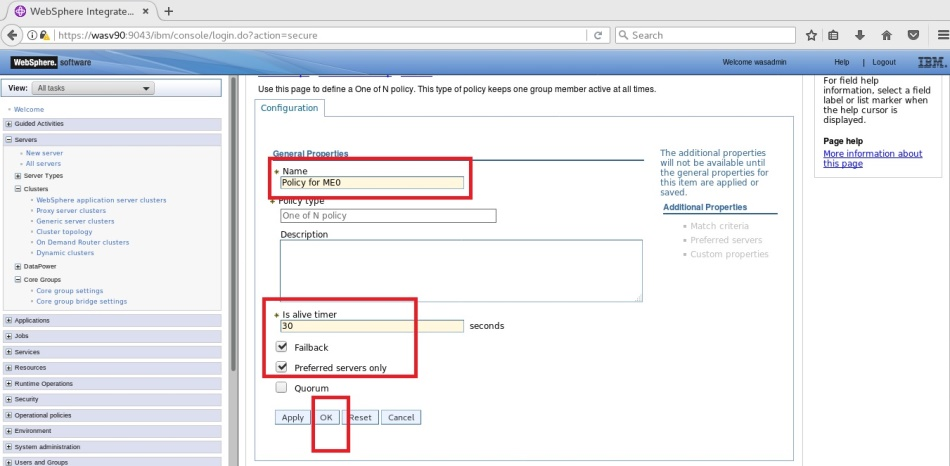 WebSphere Integrate...
https://wasv90:9043/ibm/console/login.do?action=secure
Search
WebSphere. software
Welcome wasadmin
Help
Logout
IBM.
View:
All tasks
Welcome
Guided Activities
Servers
New server
All servers
Server Types
Clusters
WebSphere application server clusters
Proxy server clusters
Generic server clusters
Cluster topology
On Demand Router clusters
Dynamic clusters
DataPower
Core Groups
Core group settings
Core group bridge settings
Applications
Jobs
Services
Resources
Runtime Operations
Security
Operational policies
Environment
System administration
Users and Groups
Use this page to define a One of N policy. This type of policy keeps one group member active at all times.
Configuration
General Properties
Name
Policy for ME0
Policy type
One of N policy
Description
Is alive timer
30 seconds
Failback
Preferred servers only
Quorum
Apply
OK
Reset
Cancel
The additional properties
will not be available until
the general properties for
this item are applied or
saved.
Additional Properties
Match criteria
Preferred servers
Custom properties
For field help
information, select a field
label or list marker when
the help cursor is
displayed.
Page help
More information about
this page